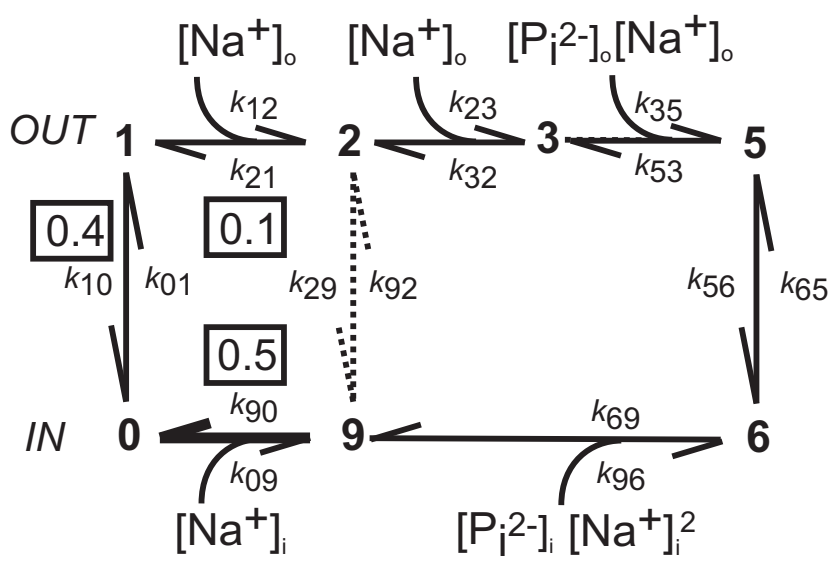 [Na⁺]ₒ [Na⁺]ₒ [Pi²⁻]ₒ[Na⁺]ₒ
k12 k23 k35
OUT 1 2 3 5
k21 k32 k53
0.4 0.1
k10 k01 k29 k92 k56 k65
0.5
k90 k69
IN 0 9 6
k09 k96
[Na⁺]ᵢ [Pi²⁻]ᵢ [Na⁺]ᵢ²